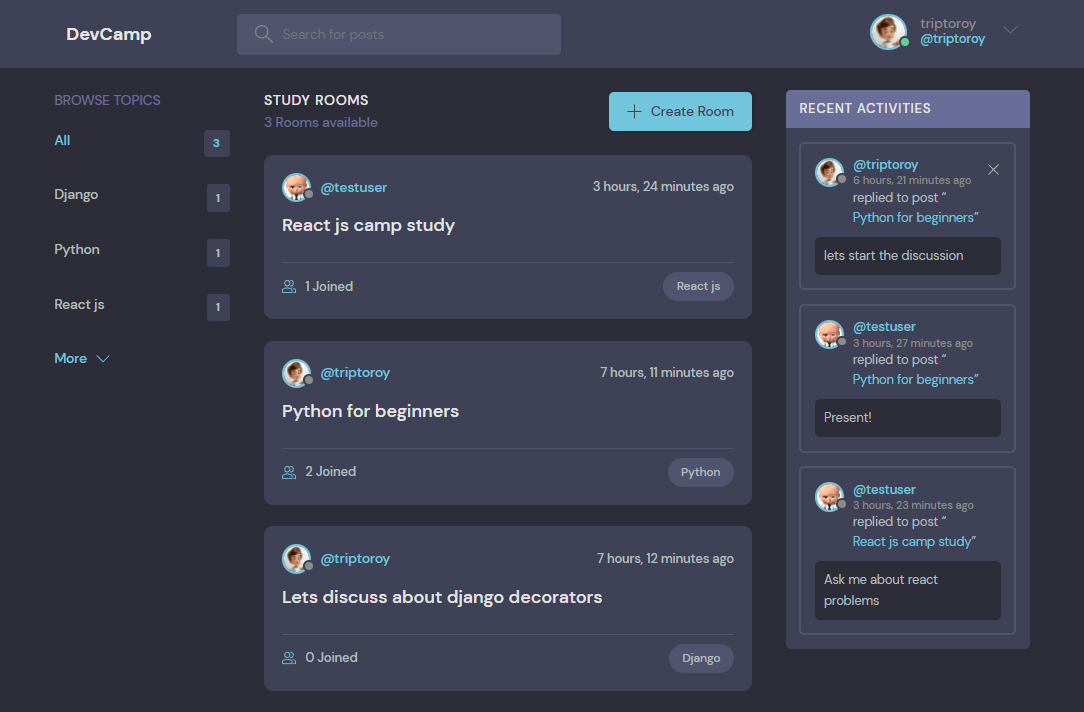 DevCamp
Search for posts
triptoroy
@triptoroy
BROWSE TOPICS
All 3
Django 1
Python 1
React js 1
More
STUDY ROOMS
3 Rooms available
Create Room
@testuser 3 hours, 24 minutes ago
React js camp study
1 Joined React js
@triptoroy 7 hours, 11 minutes ago
Python for beginners
2 Joined Python
@triptoroy 7 hours, 12 minutes ago
Lets discuss about django decorators
0 Joined Django
RECENT ACTIVITIES
@triptoroy
6 hours, 21 minutes ago
replied to post “
Python for beginners”
lets start the discussion
@testuser
3 hours, 27 minutes ago
replied to post “
Python for beginners”
Present!
@testuser
3 hours, 23 minutes ago
replied to post “
React js camp study”
Ask me about react
problems